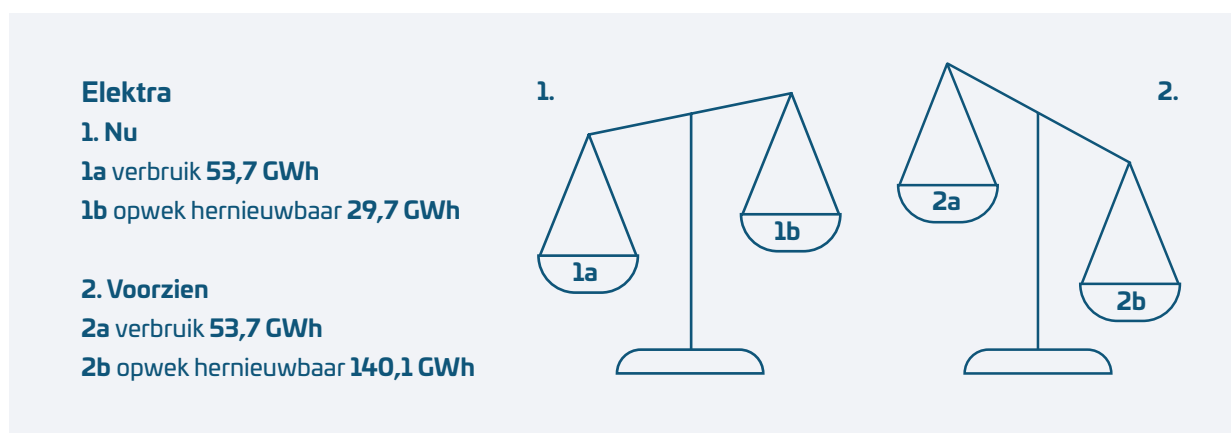 Elektra
1. Nu
1a verbruik 53,7 GWh
1b opwek hernieuwbaar 29,7 GWh
2. Voorzien
2a verbruik 53,7 GWh
2b opwek hernieuwbaar 140,1 GWh
1.
1a
1b
2.
2a
2b